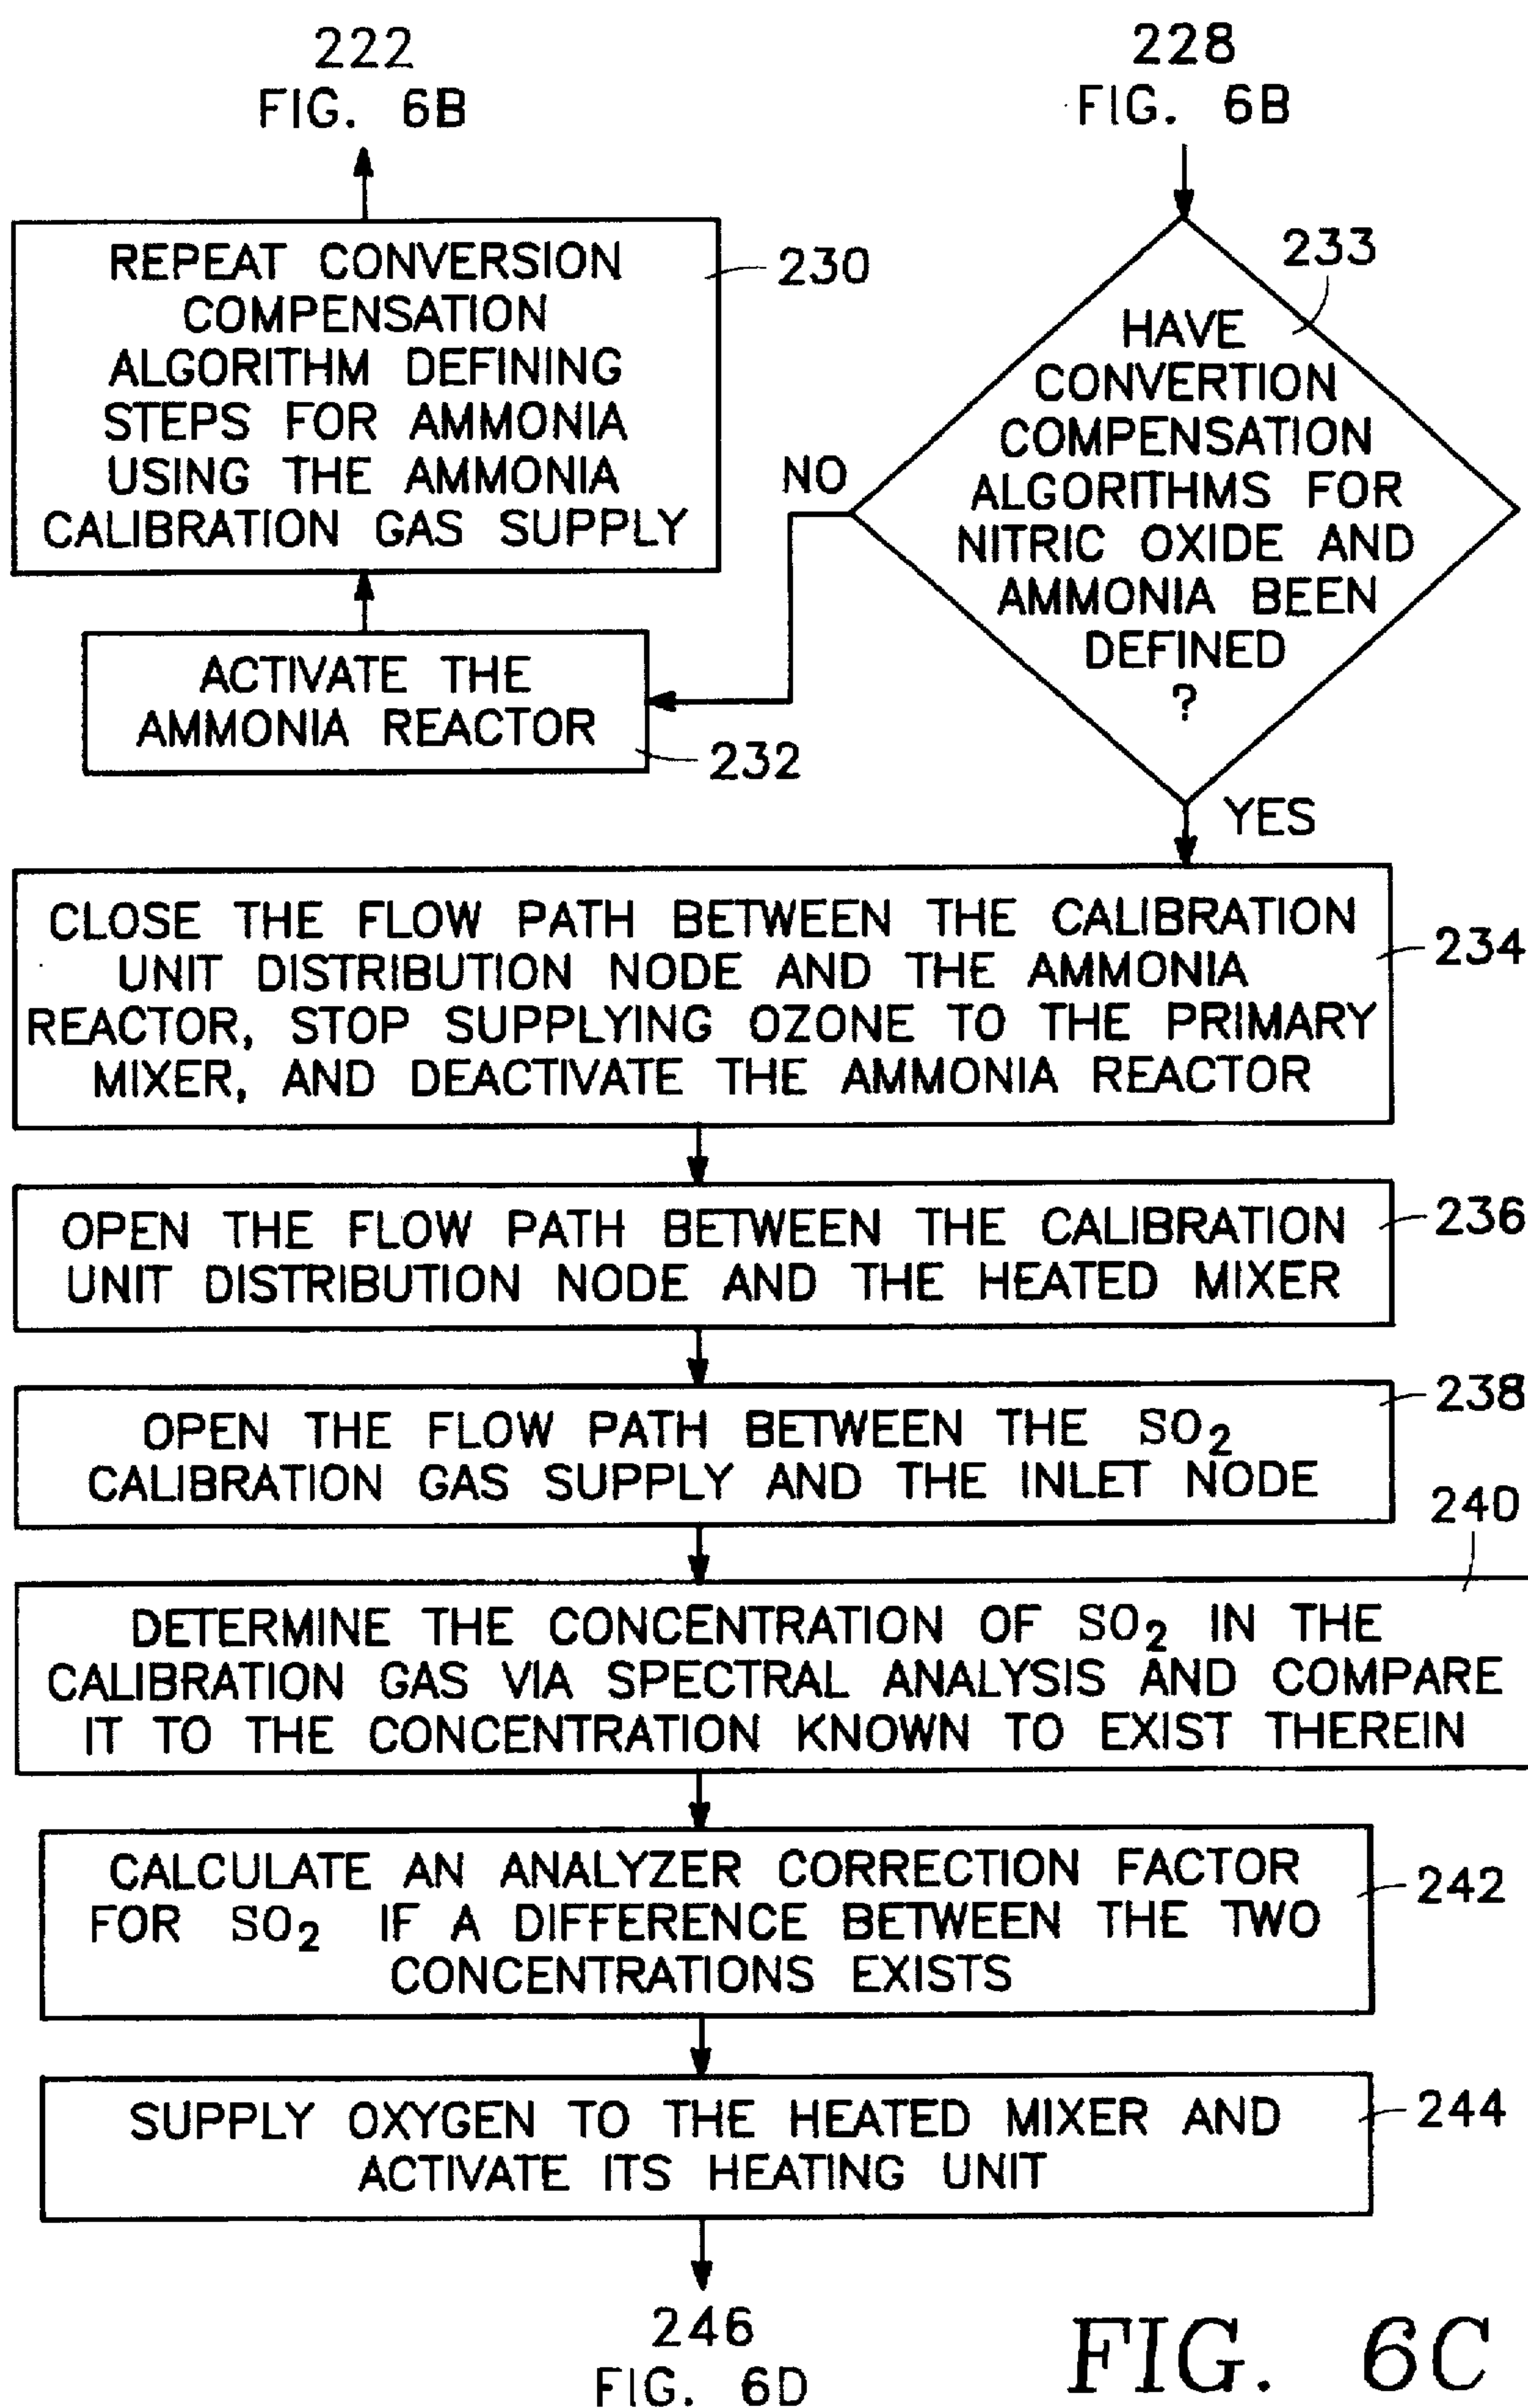 222
FIG. 6B
228
FIG. 6B
REPEAT CONVERSION
COMPENSATION
ALGORITHM DEFINING
STEPS FOR AMMONIA
USING THE AMMONIA
CALIBRATION GAS SUPPLY
230
ACTIVATE THE
AMMONIA REACTOR
232
233
HAVE
CONVERTION
COMPENSATION
ALGORITHMS FOR
NITRIC OXIDE AND
AMMONIA BEEN
DEFINED
?
NO
YES
CLOSE THE FLOW PATH BETWEEN THE CALIBRATION
UNIT DISTRIBUTION NODE AND THE AMMONIA
REACTOR, STOP SUPPLYING OZONE TO THE PRIMARY
MIXER, AND DEACTIVATE THE AMMONIA REACTOR
234
OPEN THE FLOW PATH BETWEEN THE CALIBRATION
UNIT DISTRIBUTION NODE AND THE HEATED MIXER
236
OPEN THE FLOW PATH BETWEEN THE SO₂
CALIBRATION GAS SUPPLY AND THE INLET NODE
238
240
DETERMINE THE CONCENTRATION OF SO₂ IN THE
CALIBRATION GAS VIA SPECTRAL ANALYSIS AND COMPARE
IT TO THE CONCENTRATION KNOWN TO EXIST THEREIN
CALCULATE AN ANALYZER CORRECTION FACTOR
FOR SO₂ IF A DIFFERENCE BETWEEN THE TWO
CONCENTRATIONS EXISTS
242
SUPPLY OXYGEN TO THE HEATED MIXER AND
ACTIVATE ITS HEATING UNIT
244
246
FIG. 6D
FIG. 6C